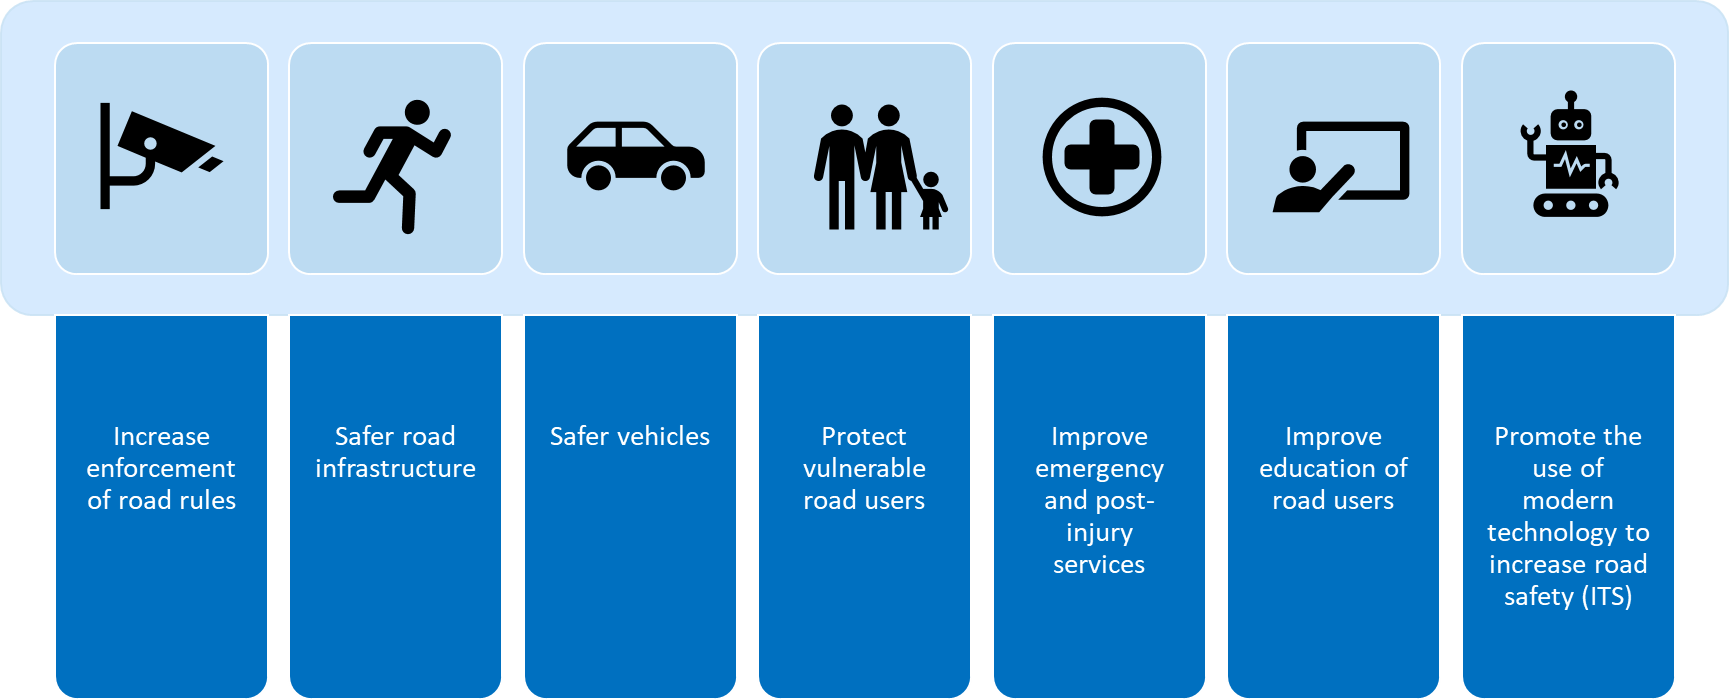 Increase
enforcement
of road rules
Safer road
infrastructure
Safer vehicles
Protect
vulnerable
road users
Improve
emergency
and post-
injury
services
Improve
education of
road users
Promote the
use of
modern
technology to
increase road
safety (ITS)